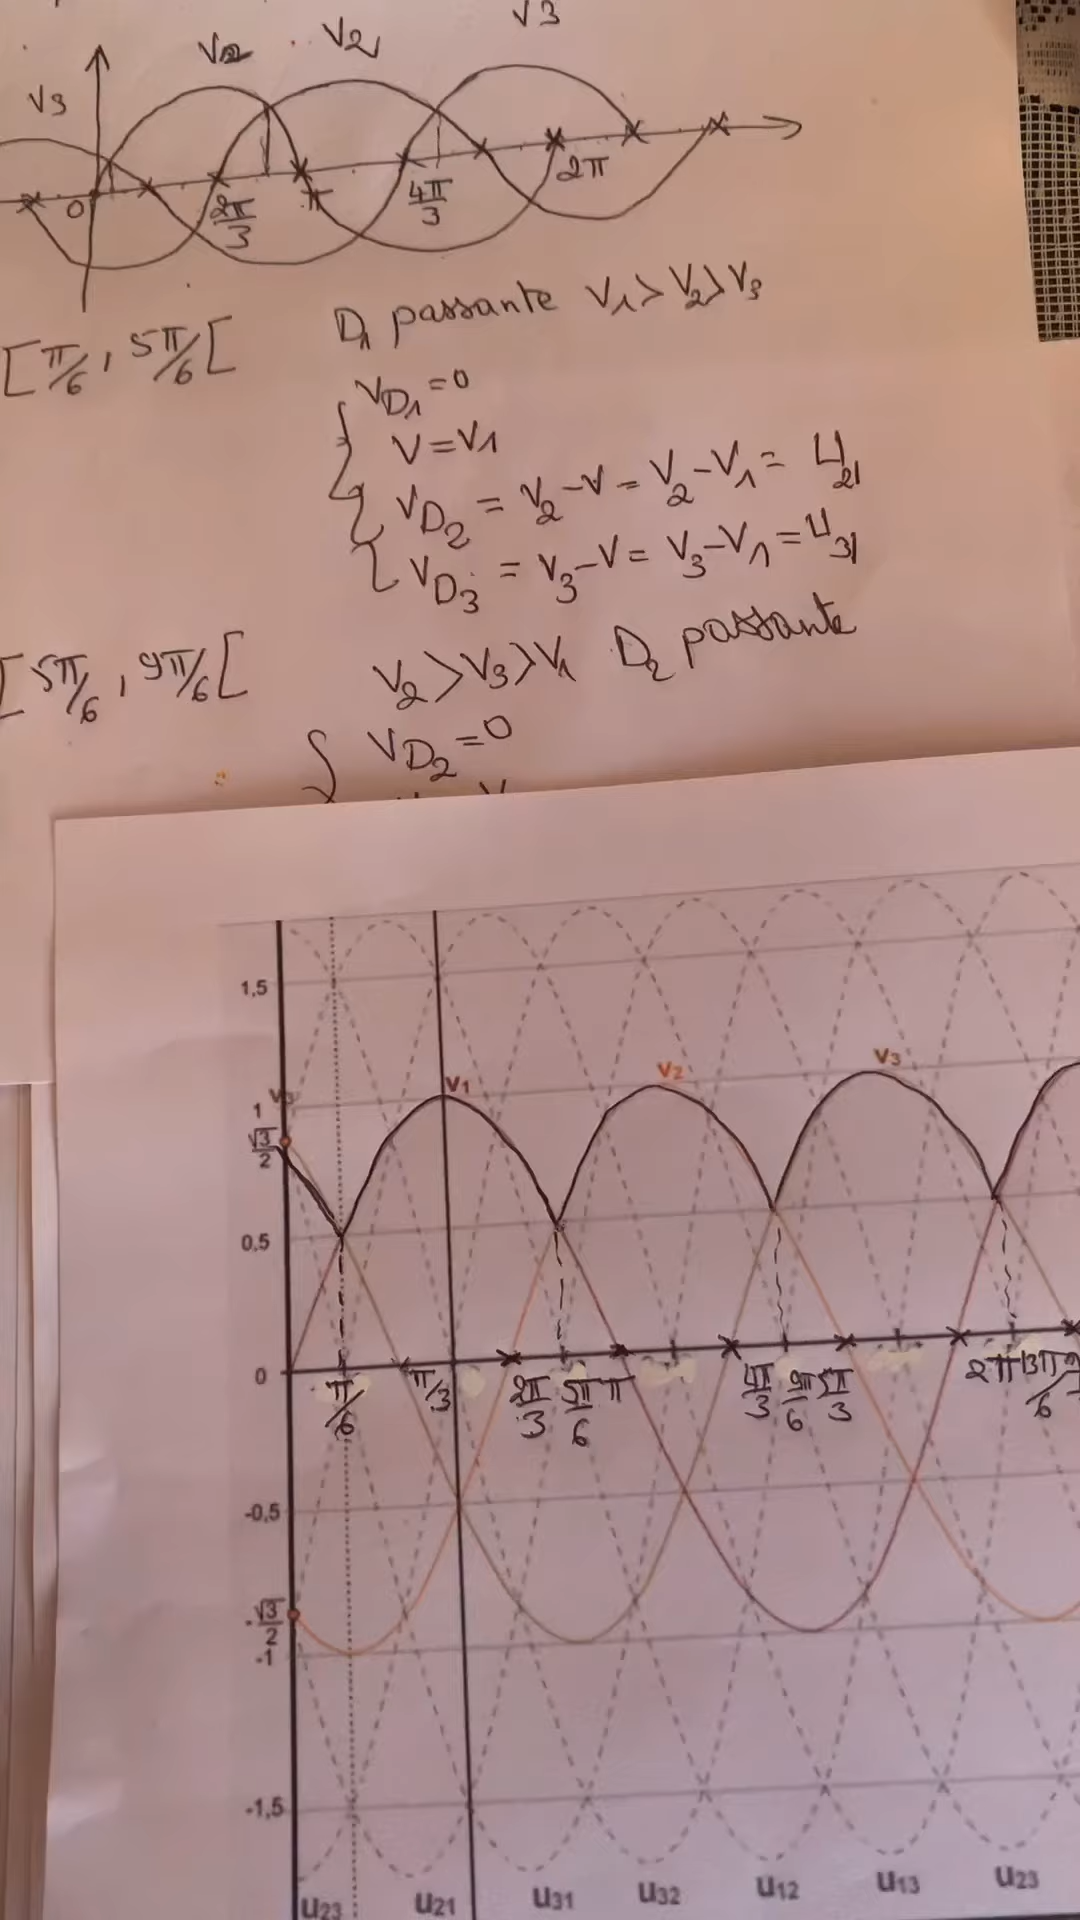 V3
V2
V2
V3
0
2π/3
π
4π/3
2π
[π/6, 5π/6[ D1 passante V1>V2>V3
VD1=0
V=V1
VD2 = V2-V = V2-V1 = U21
VD3 = V3-V = V3-V1 = U31
[5π/6, 9π/6[ V2>V3>V1 D2 passante
VD2=0
1,5
V1
V2
V3
1
√3/2
0,5
0
π/6
π/3
2π/3
5π/6
π
4π/3
9π/6
5π/3
2π
13π/6
-0,5
-√3/2
-1
-1,5
u23
u21
u31
u32
u12
u13
u23